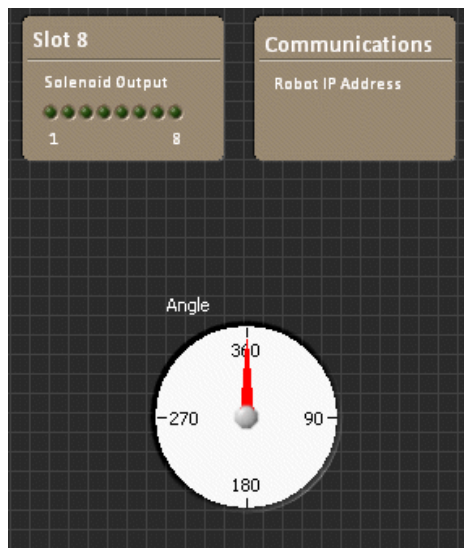 Slot 8
Solenoid Output
1 8
Communications
Robot IP Address
Angle
360
270 90
180